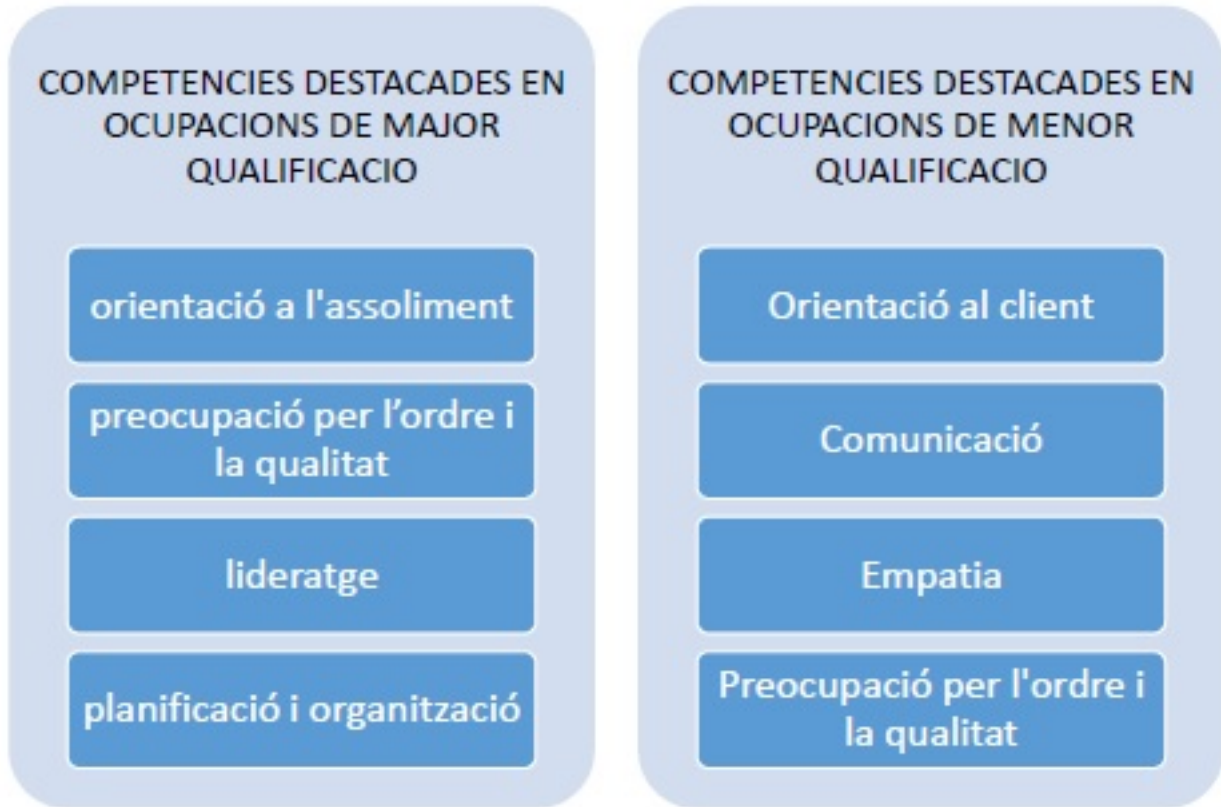 COMPETENCIES DESTACADES EN
OCUPACIONS DE MAJOR
QUALIFICACIO
orientació a l'assoliment
preocupació per l’ordre i
la qualitat
lideratge
planificació i organització
COMPETENCIES DESTACADES EN
OCUPACIONS DE MENOR
QUALIFICACIO
Orientació al client
Comunicació
Empatia
Preocupació per l'ordre i
la qualitat